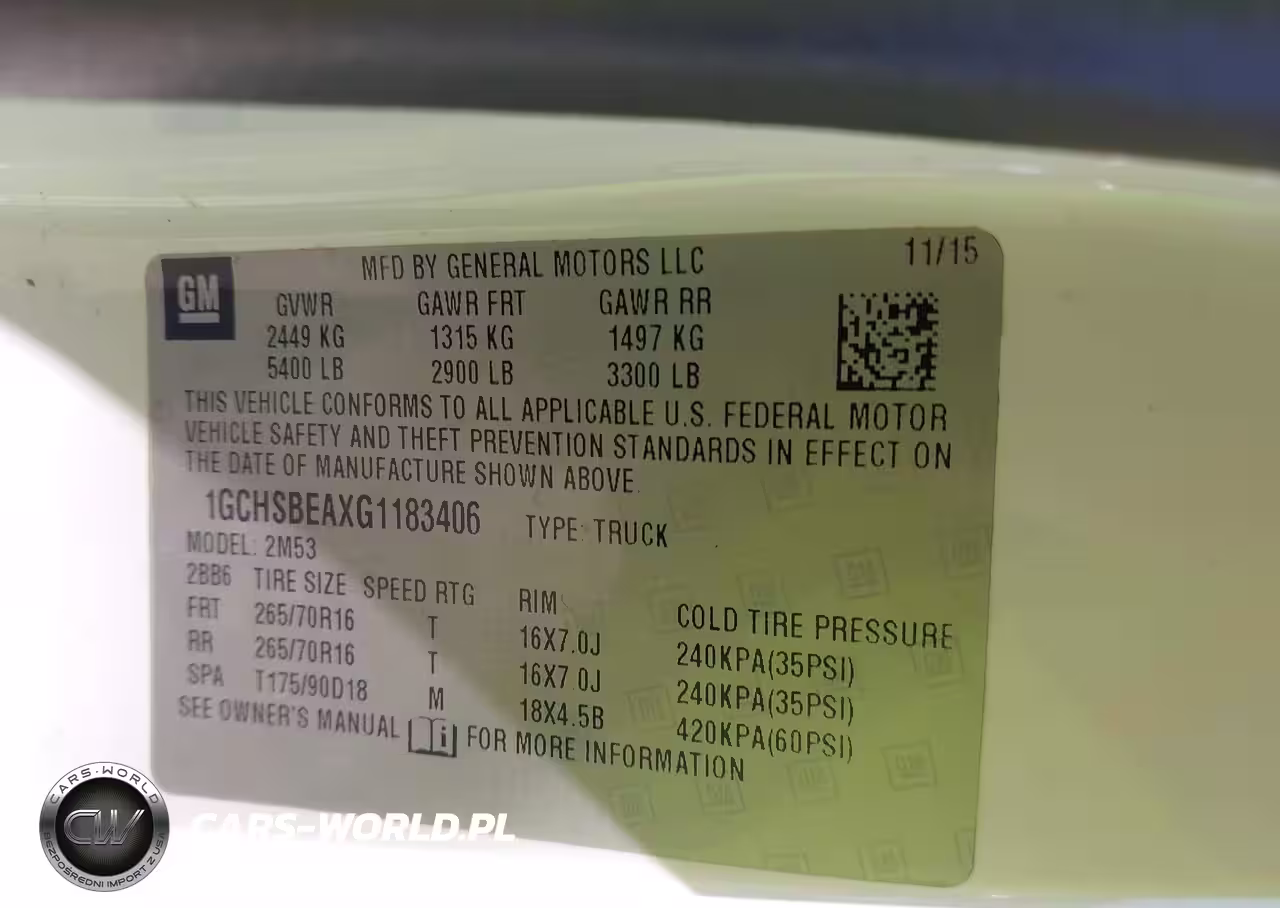 GM
MFD BY GENERAL MOTORS LLC 11/15
GVWR GAWR FRT GAWR RR
2449 KG 1315 KG 1497 KG
5400 LB 2900 LB 3300 LB
THIS VEHICLE CONFORMS TO ALL APPLICABLE U.S. FEDERAL MOTOR
VEHICLE SAFETY AND THEFT PREVENTION STANDARDS IN EFFECT ON
THE DATE OF MANUFACTURE SHOWN ABOVE.
1GCHSBEAXG1183406 TYPE: TRUCK
MODEL: 2M53
2BB6 TIRE SIZE SPEED RTG RIM COLD TIRE PRESSURE
FRT 265/70R16 T 16X7.0J 240KPA(35PSI)
RR 265/70R16 T 16X7.0J 240KPA(35PSI)
SPA T175/90D18 M 18X4.5B 420KPA(60PSI)
SEE OWNER'S MANUAL i FOR MORE INFORMATION
CARS-WORLD
CW
BEZPOŚREDNI IMPORT Z USA
CARS-WORLD.PL